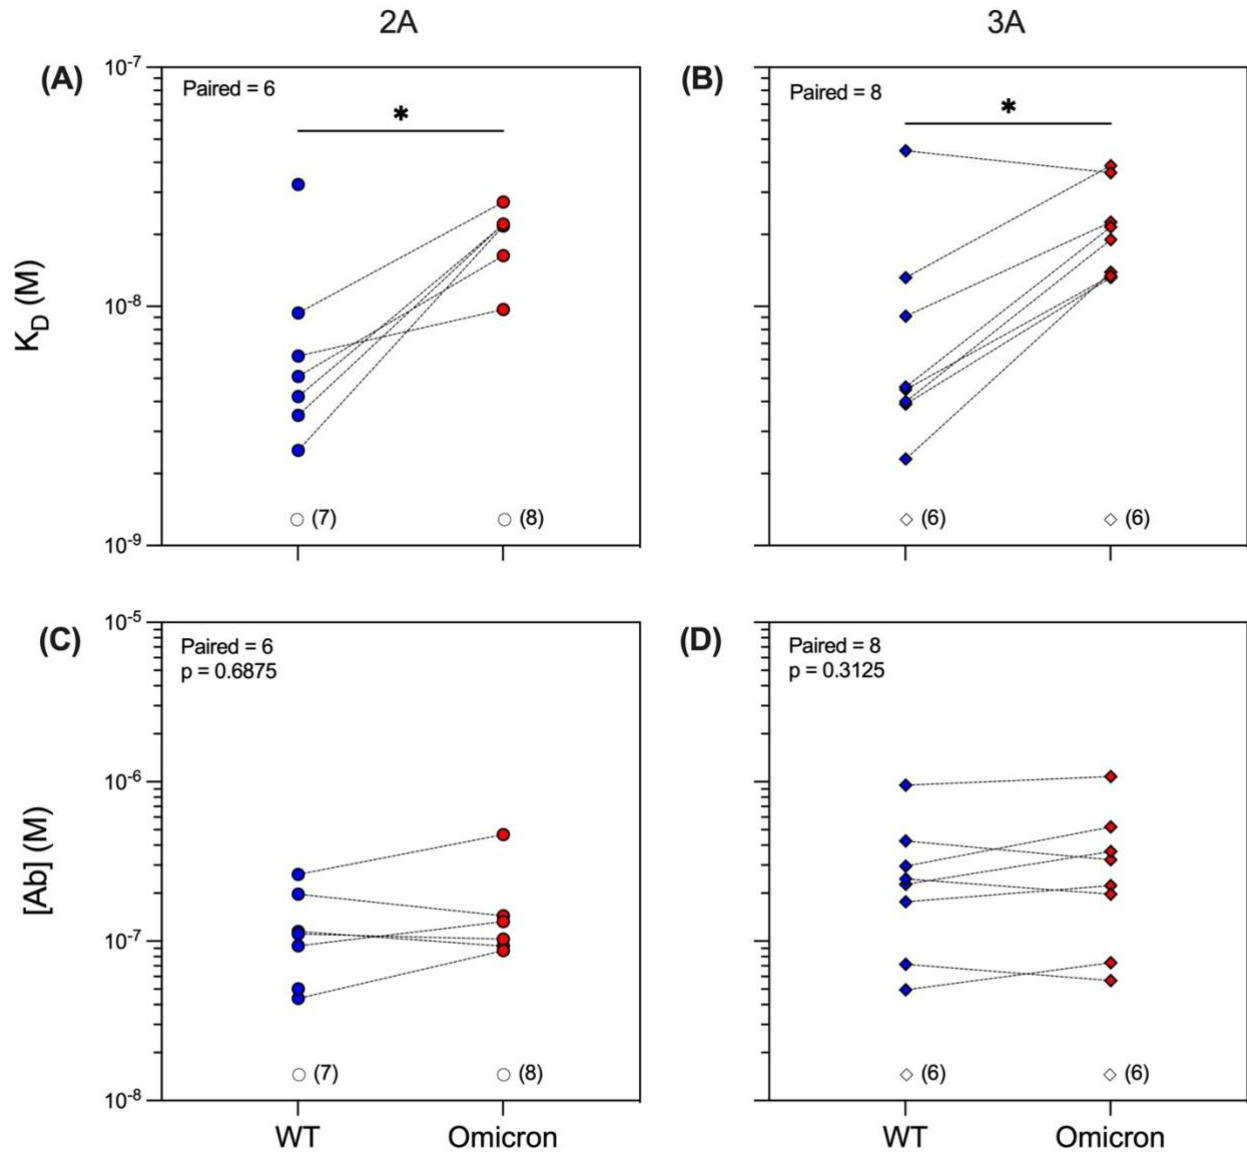 2A
3A
(A)
10-7
Paired = 6
*
KD (M)
10-8
(7)
(8)
10-9
(B)
Paired = 8
*
(6)
(6)
(C)
10-5
Paired = 6
p = 0.6875
10-6
[Ab] (M)
10-7
(7)
(8)
10-8
WT
Omicron
(D)
Paired = 8
p = 0.3125
(6)
(6)
WT
Omicron